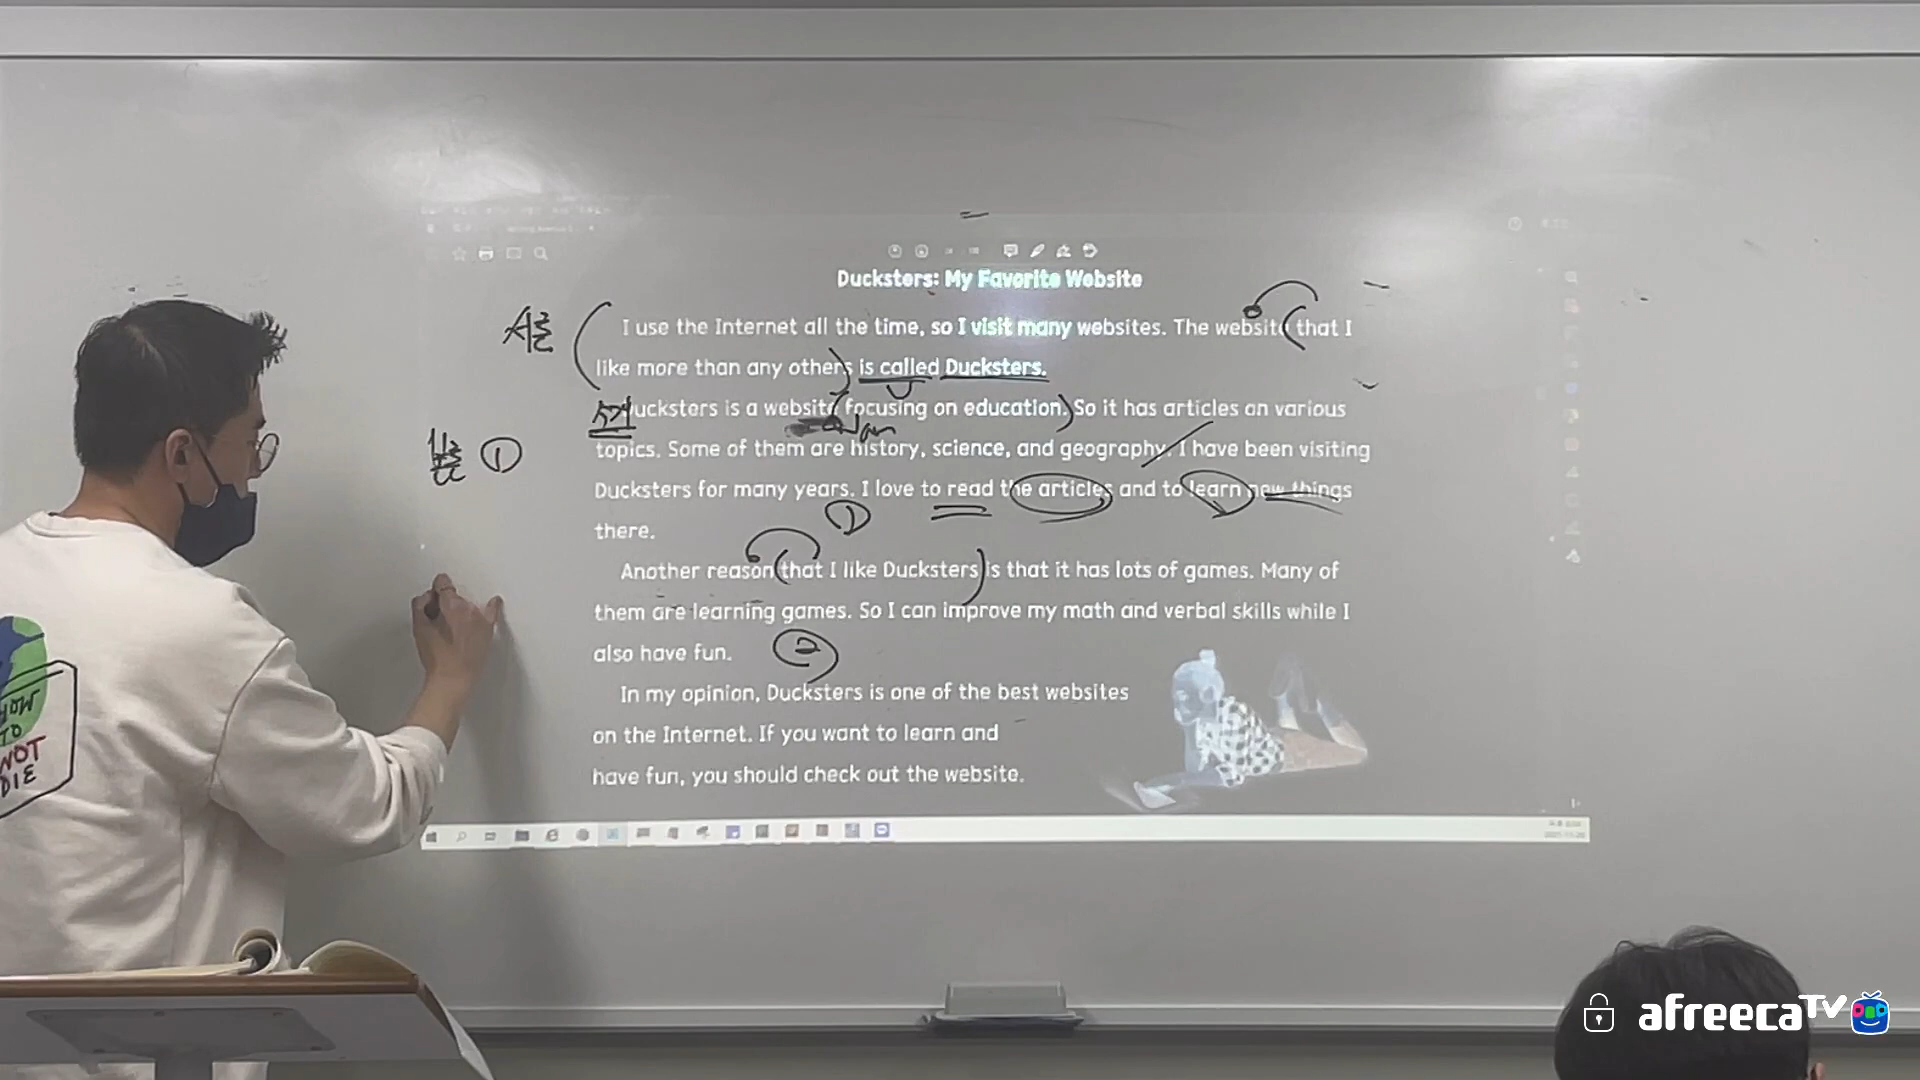 Ducksters: My Favorite Website
서론
I use the Internet all the time, so I visit many websites. The website that I
like more than any others is called Ducksters.
Ducksters is a website focusing on education. So it has articles on various
본론 ①
topics. Some of them are history, science, and geography. I have been visiting
Ducksters for many years. I love to read the articles and to learn new things
①
there.
Another reason that I like Ducksters is that it has lots of games. Many of
them are learning games. So I can improve my math and verbal skills while I
also have fun. ②
In my opinion, Ducksters is one of the best websites
on the Internet. If you want to learn and
have fun, you should check out the website.
HOW
TO
NOT
DIE
afreecaTV